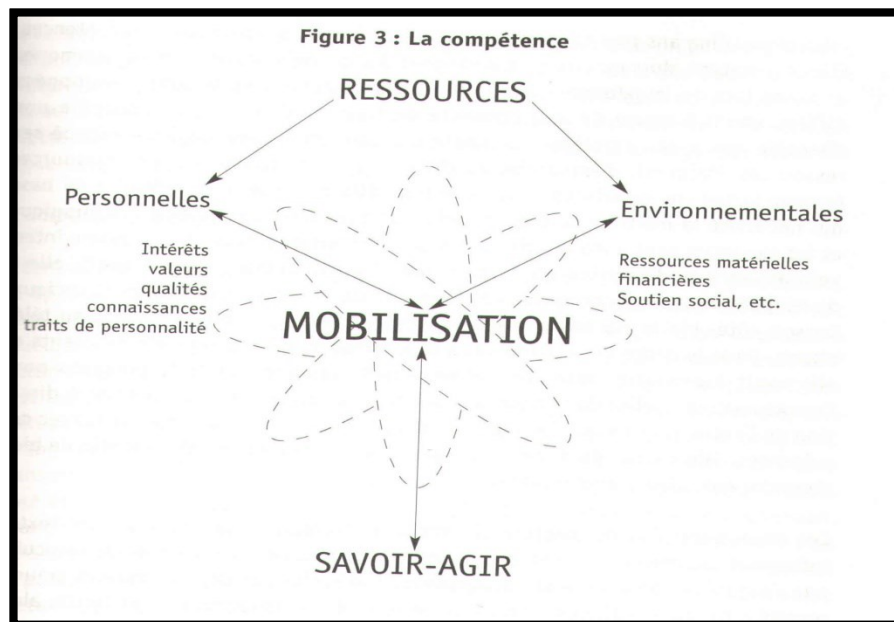 Figure 3 : La compétence
RESSOURCES
Personnelles
Environnementales
Intérêts
valeurs
qualités
connaissances
traits de personnalité
Ressources matérielles
financières
Soutien social, etc.
MOBILISATION
SAVOIR-AGIR